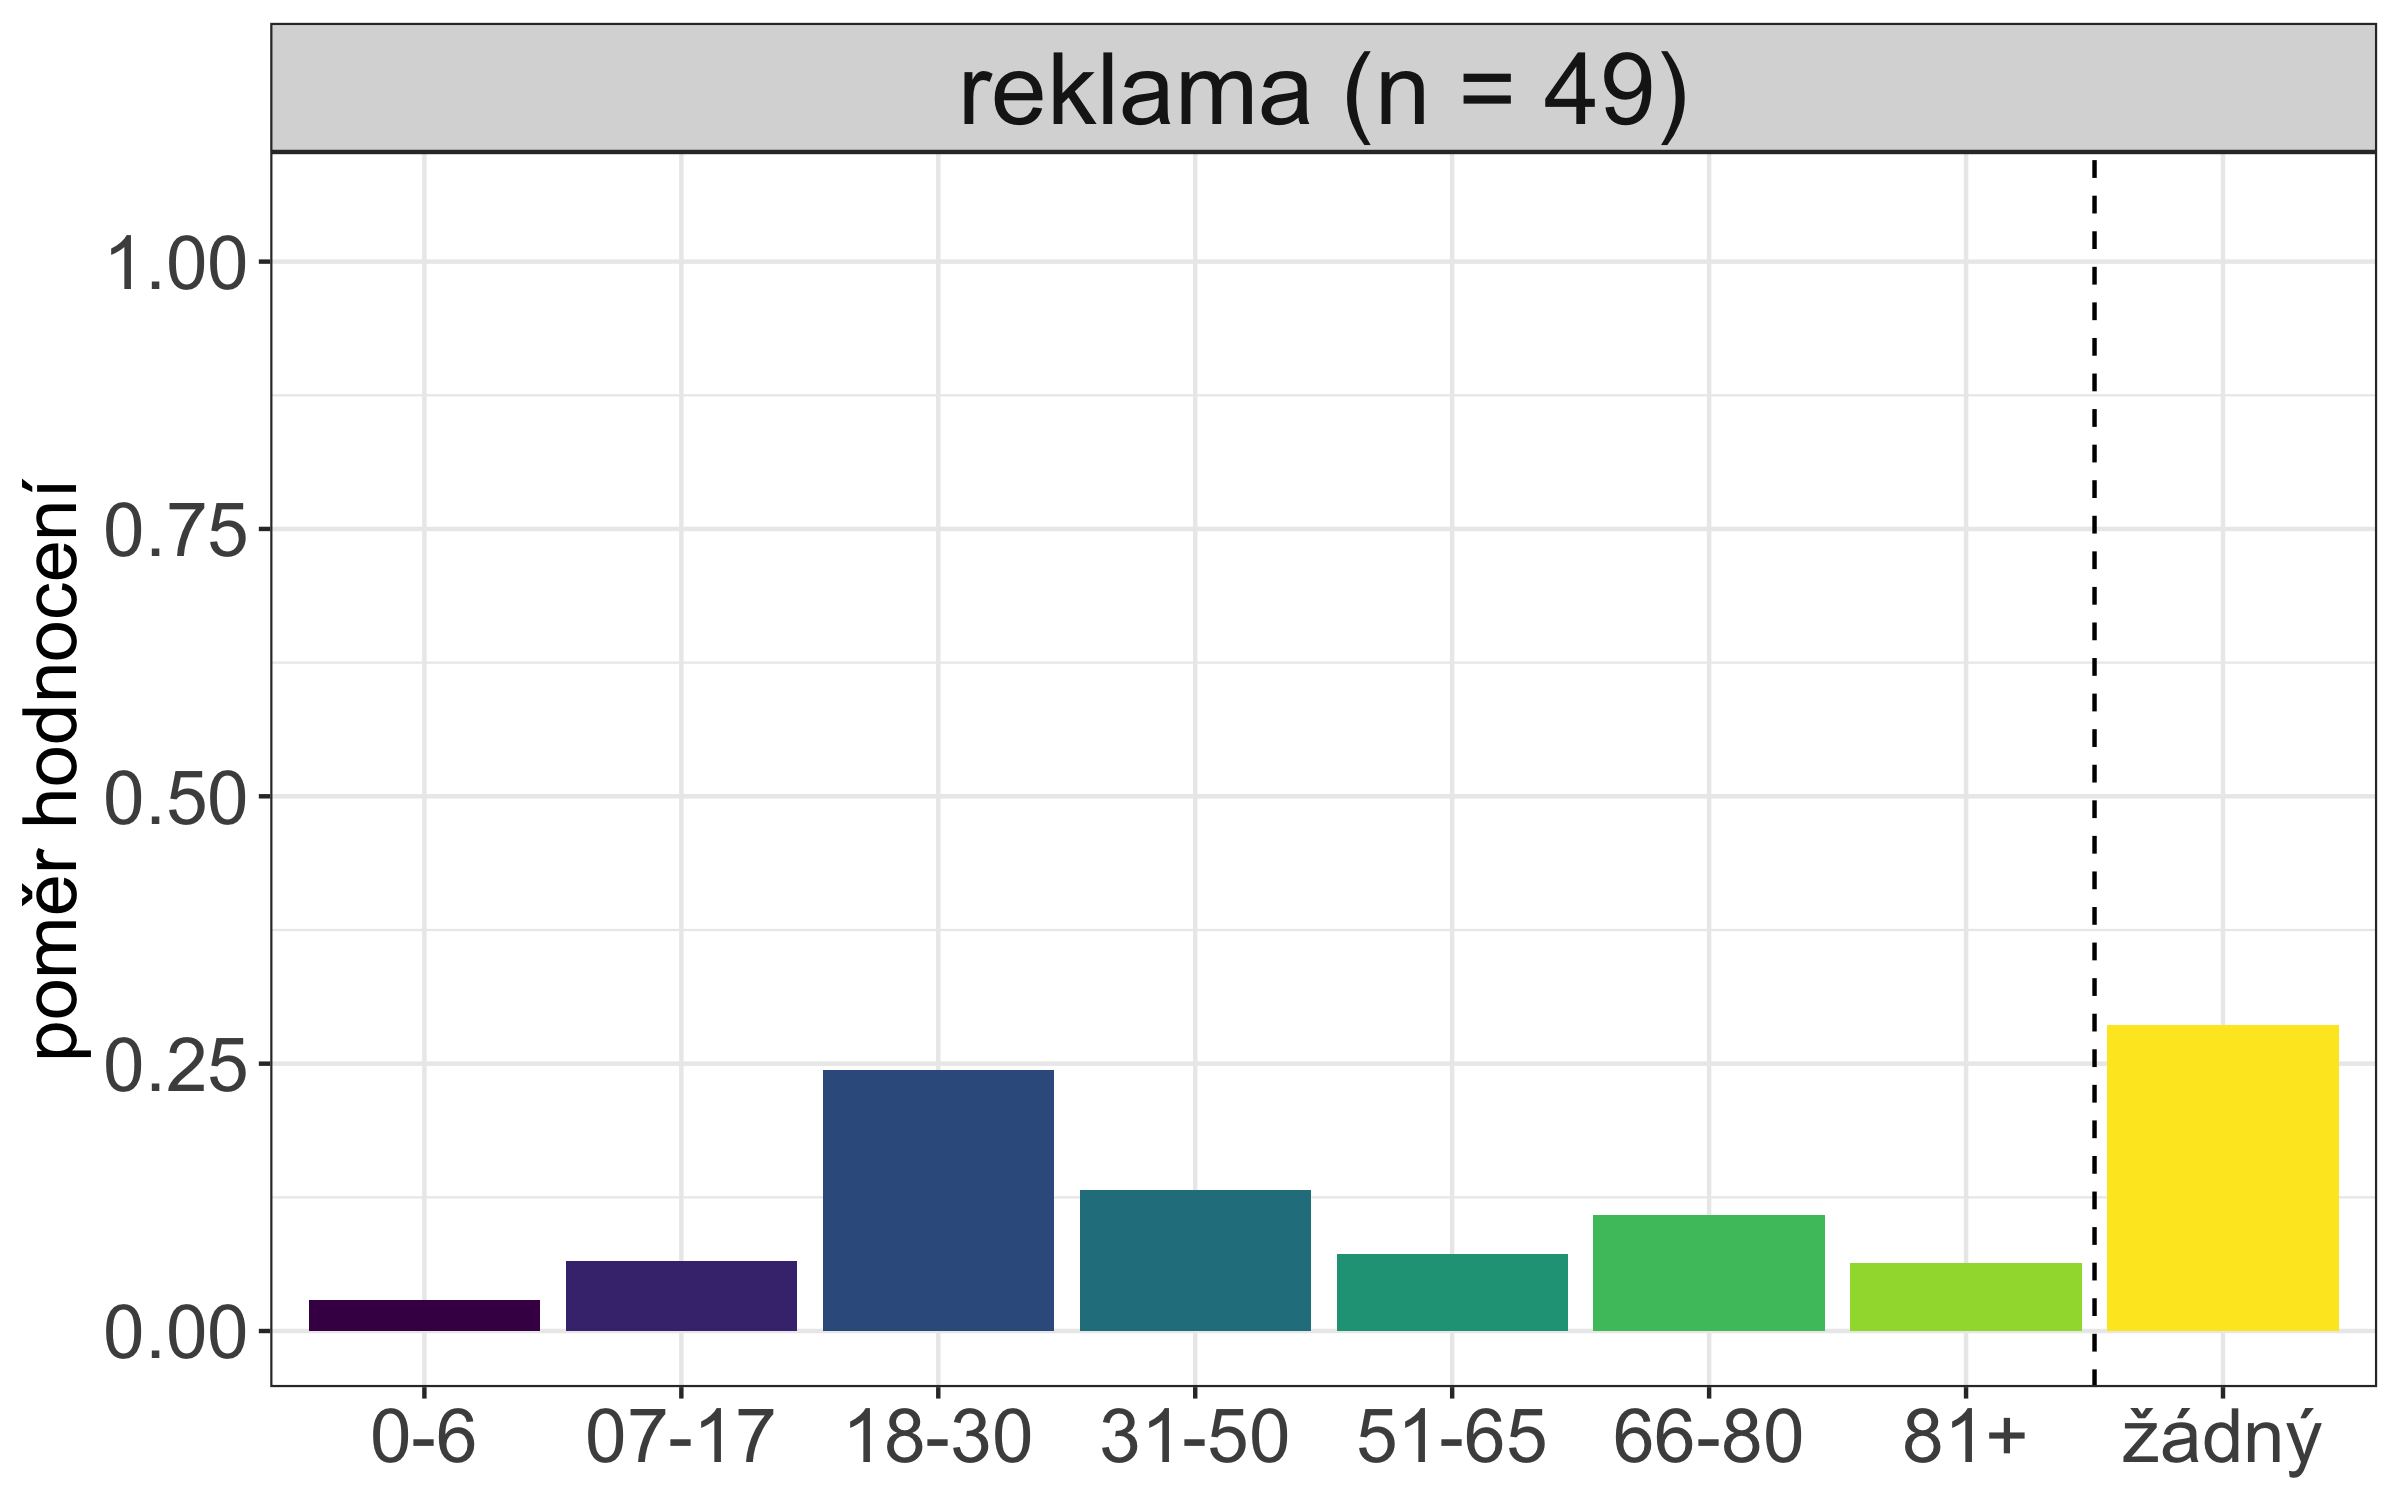 reklama (n = 49)
poměr hodnocení
1.00
0.75
0.50
0.25
0.00
0-6 07-17 18-30 31-50 51-65 66-80 81+ žádný